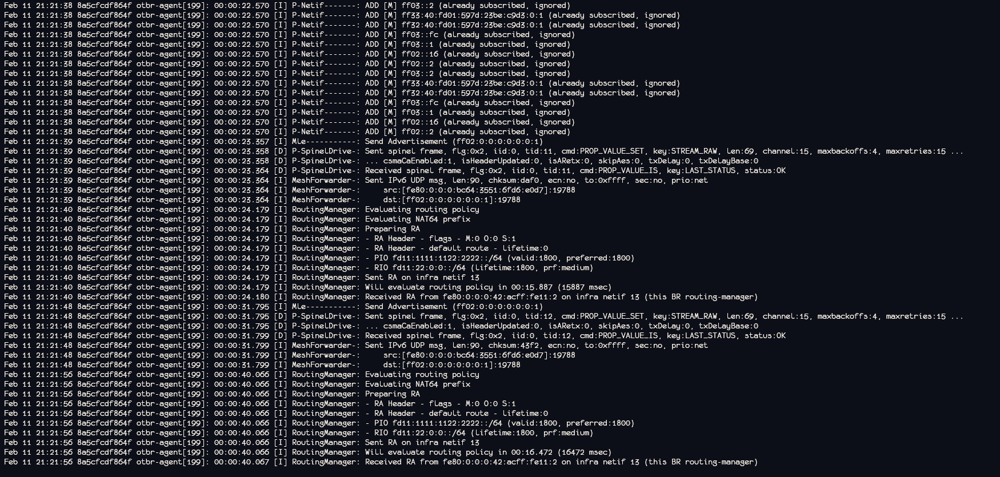 Feb 11 21:21:38 8a5cfcdf864f otbr-agent[199]: 00:00:22.570 [I] P-Netif-------: ADD [M] ff03::2 (already subscribed, ignored)
Feb 11 21:21:38 8a5cfcdf864f otbr-agent[199]: 00:00:22.570 [I] P-Netif-------: ADD [M] ff33:40:fd01:597d:23be:c9d3:0:1 (already subscribed, ignored)
Feb 11 21:21:38 8a5cfcdf864f otbr-agent[199]: 00:00:22.570 [I] P-Netif-------: ADD [M] ff32:40:fd01:597d:23be:c9d3:0:1 (already subscribed, ignored)
Feb 11 21:21:38 8a5cfcdf864f otbr-agent[199]: 00:00:22.570 [I] P-Netif-------: ADD [M] ff03::fc (already subscribed, ignored)
Feb 11 21:21:38 8a5cfcdf864f otbr-agent[199]: 00:00:22.570 [I] P-Netif-------: ADD [M] ff03::1 (already subscribed, ignored)
Feb 11 21:21:38 8a5cfcdf864f otbr-agent[199]: 00:00:22.570 [I] P-Netif-------: ADD [M] ff02::16 (already subscribed, ignored)
Feb 11 21:21:38 8a5cfcdf864f otbr-agent[199]: 00:00:22.570 [I] P-Netif-------: ADD [M] ff02::2 (already subscribed, ignored)
Feb 11 21:21:38 8a5cfcdf864f otbr-agent[199]: 00:00:22.570 [I] P-Netif-------: ADD [M] ff03::2 (already subscribed, ignored)
Feb 11 21:21:38 8a5cfcdf864f otbr-agent[199]: 00:00:22.570 [I] P-Netif-------: ADD [M] ff33:40:fd01:597d:23be:c9d3:0:1 (already subscribed, ignored)
Feb 11 21:21:38 8a5cfcdf864f otbr-agent[199]: 00:00:22.570 [I] P-Netif-------: ADD [M] ff32:40:fd01:597d:23be:c9d3:0:1 (already subscribed, ignored)
Feb 11 21:21:38 8a5cfcdf864f otbr-agent[199]: 00:00:22.570 [I] P-Netif-------: ADD [M] ff03::fc (already subscribed, ignored)
Feb 11 21:21:38 8a5cfcdf864f otbr-agent[199]: 00:00:22.570 [I] P-Netif-------: ADD [M] ff03::1 (already subscribed, ignored)
Feb 11 21:21:38 8a5cfcdf864f otbr-agent[199]: 00:00:22.570 [I] P-Netif-------: ADD [M] ff02::16 (already subscribed, ignored)
Feb 11 21:21:38 8a5cfcdf864f otbr-agent[199]: 00:00:22.570 [I] P-Netif-------: ADD [M] ff02::2 (already subscribed, ignored)
Feb 11 21:21:39 8a5cfcdf864f otbr-agent[199]: 00:00:23.357 [I] Mle-----------: Send Advertisement (ff02:0:0:0:0:0:0:1)
Feb 11 21:21:39 8a5cfcdf864f otbr-agent[199]: 00:00:23.358 [D] P-SpinelDrive-: Sent spinel frame, flg:0x2, iid:0, tid:11, cmd:PROP_VALUE_SET, key:STREAM_RAW, len:69, channel:15, maxbackoffs:4, maxretries:15 ...
Feb 11 21:21:39 8a5cfcdf864f otbr-agent[199]: 00:00:23.358 [D] P-SpinelDrive-: ... csmaCaEnabled:1, isHeaderUpdated:0, isARetx:0, skipAes:0, txDelay:0, txDelayBase:0
Feb 11 21:21:39 8a5cfcdf864f otbr-agent[199]: 00:00:23.364 [D] P-SpinelDrive-: Received spinel frame, flg:0x2, iid:0, tid:11, cmd:PROP_VALUE_IS, key:LAST_STATUS, status:OK
Feb 11 21:21:39 8a5cfcdf864f otbr-agent[199]: 00:00:23.364 [I] MeshForwarder-: Sent IPv6 UDP msg, len:90, chksum:daf0, ecn:no, to:0xffff, sec:no, prio:net
Feb 11 21:21:39 8a5cfcdf864f otbr-agent[199]: 00:00:23.364 [I] MeshForwarder-:     src:[fe80:0:0:0:bc64:3551:6fd6:e0d7]:19788
Feb 11 21:21:39 8a5cfcdf864f otbr-agent[199]: 00:00:23.364 [I] MeshForwarder-:     dst:[ff02:0:0:0:0:0:0:1]:19788
Feb 11 21:21:40 8a5cfcdf864f otbr-agent[199]: 00:00:24.179 [I] RoutingManager: Evaluating routing policy
Feb 11 21:21:40 8a5cfcdf864f otbr-agent[199]: 00:00:24.179 [I] RoutingManager: Evaluating NAT64 prefix
Feb 11 21:21:40 8a5cfcdf864f otbr-agent[199]: 00:00:24.179 [I] RoutingManager: Preparing RA
Feb 11 21:21:40 8a5cfcdf864f otbr-agent[199]: 00:00:24.179 [I] RoutingManager: - RA Header - flags - M:0 O:0 S:1
Feb 11 21:21:40 8a5cfcdf864f otbr-agent[199]: 00:00:24.179 [I] RoutingManager: - RA Header - default route - lifetime:0
Feb 11 21:21:40 8a5cfcdf864f otbr-agent[199]: 00:00:24.179 [I] RoutingManager: - PIO fd11:1111:1122:2222::/64 (valid:1800, preferred:1800)
Feb 11 21:21:40 8a5cfcdf864f otbr-agent[199]: 00:00:24.179 [I] RoutingManager: - RIO fd11:22:0:0::/64 (lifetime:1800, prf:medium)
Feb 11 21:21:40 8a5cfcdf864f otbr-agent[199]: 00:00:24.179 [I] RoutingManager: Sent RA on infra netif 13
Feb 11 21:21:40 8a5cfcdf864f otbr-agent[199]: 00:00:24.179 [I] RoutingManager: Will evaluate routing policy in 00:15.887 (15887 msec)
Feb 11 21:21:40 8a5cfcdf864f otbr-agent[199]: 00:00:24.180 [I] RoutingManager: Received RA from fe80:0:0:0:42:acff:fe11:2 on infra netif 13 (this BR routing-manager)
Feb 11 21:21:48 8a5cfcdf864f otbr-agent[199]: 00:00:31.795 [I] Mle-----------: Send Advertisement (ff02:0:0:0:0:0:0:1)
Feb 11 21:21:48 8a5cfcdf864f otbr-agent[199]: 00:00:31.795 [D] P-SpinelDrive-: Sent spinel frame, flg:0x2, iid:0, tid:12, cmd:PROP_VALUE_SET, key:STREAM_RAW, len:69, channel:15, maxbackoffs:4, maxretries:15 ...
Feb 11 21:21:48 8a5cfcdf864f otbr-agent[199]: 00:00:31.795 [D] P-SpinelDrive-: ... csmaCaEnabled:1, isHeaderUpdated:0, isARetx:0, skipAes:0, txDelay:0, txDelayBase:0
Feb 11 21:21:48 8a5cfcdf864f otbr-agent[199]: 00:00:31.799 [D] P-SpinelDrive-: Received spinel frame, flg:0x2, iid:0, tid:12, cmd:PROP_VALUE_IS, key:LAST_STATUS, status:OK
Feb 11 21:21:48 8a5cfcdf864f otbr-agent[199]: 00:00:31.799 [I] MeshForwarder-: Sent IPv6 UDP msg, len:90, chksum:43f2, ecn:no, to:0xffff, sec:no, prio:net
Feb 11 21:21:48 8a5cfcdf864f otbr-agent[199]: 00:00:31.799 [I] MeshForwarder-:     src:[fe80:0:0:0:bc64:3551:6fd6:e0d7]:19788
Feb 11 21:21:48 8a5cfcdf864f otbr-agent[199]: 00:00:31.799 [I] MeshForwarder-:     dst:[ff02:0:0:0:0:0:0:1]:19788
Feb 11 21:21:56 8a5cfcdf864f otbr-agent[199]: 00:00:40.066 [I] RoutingManager: Evaluating routing policy
Feb 11 21:21:56 8a5cfcdf864f otbr-agent[199]: 00:00:40.066 [I] RoutingManager: Evaluating NAT64 prefix
Feb 11 21:21:56 8a5cfcdf864f otbr-agent[199]: 00:00:40.066 [I] RoutingManager: Preparing RA
Feb 11 21:21:56 8a5cfcdf864f otbr-agent[199]: 00:00:40.066 [I] RoutingManager: - RA Header - flags - M:0 O:0 S:1
Feb 11 21:21:56 8a5cfcdf864f otbr-agent[199]: 00:00:40.066 [I] RoutingManager: - RA Header - default route - lifetime:0
Feb 11 21:21:56 8a5cfcdf864f otbr-agent[199]: 00:00:40.066 [I] RoutingManager: - PIO fd11:1111:1122:2222::/64 (valid:1800, preferred:1800)
Feb 11 21:21:56 8a5cfcdf864f otbr-agent[199]: 00:00:40.066 [I] RoutingManager: - RIO fd11:22:0:0::/64 (lifetime:1800, prf:medium)
Feb 11 21:21:56 8a5cfcdf864f otbr-agent[199]: 00:00:40.066 [I] RoutingManager: Sent RA on infra netif 13
Feb 11 21:21:56 8a5cfcdf864f otbr-agent[199]: 00:00:40.066 [I] RoutingManager: Will evaluate routing policy in 00:16.472 (16472 msec)
Feb 11 21:21:56 8a5cfcdf864f otbr-agent[199]: 00:00:40.067 [I] RoutingManager: Received RA from fe80:0:0:0:42:acff:fe11:2 on infra netif 13 (this BR routing-manager)